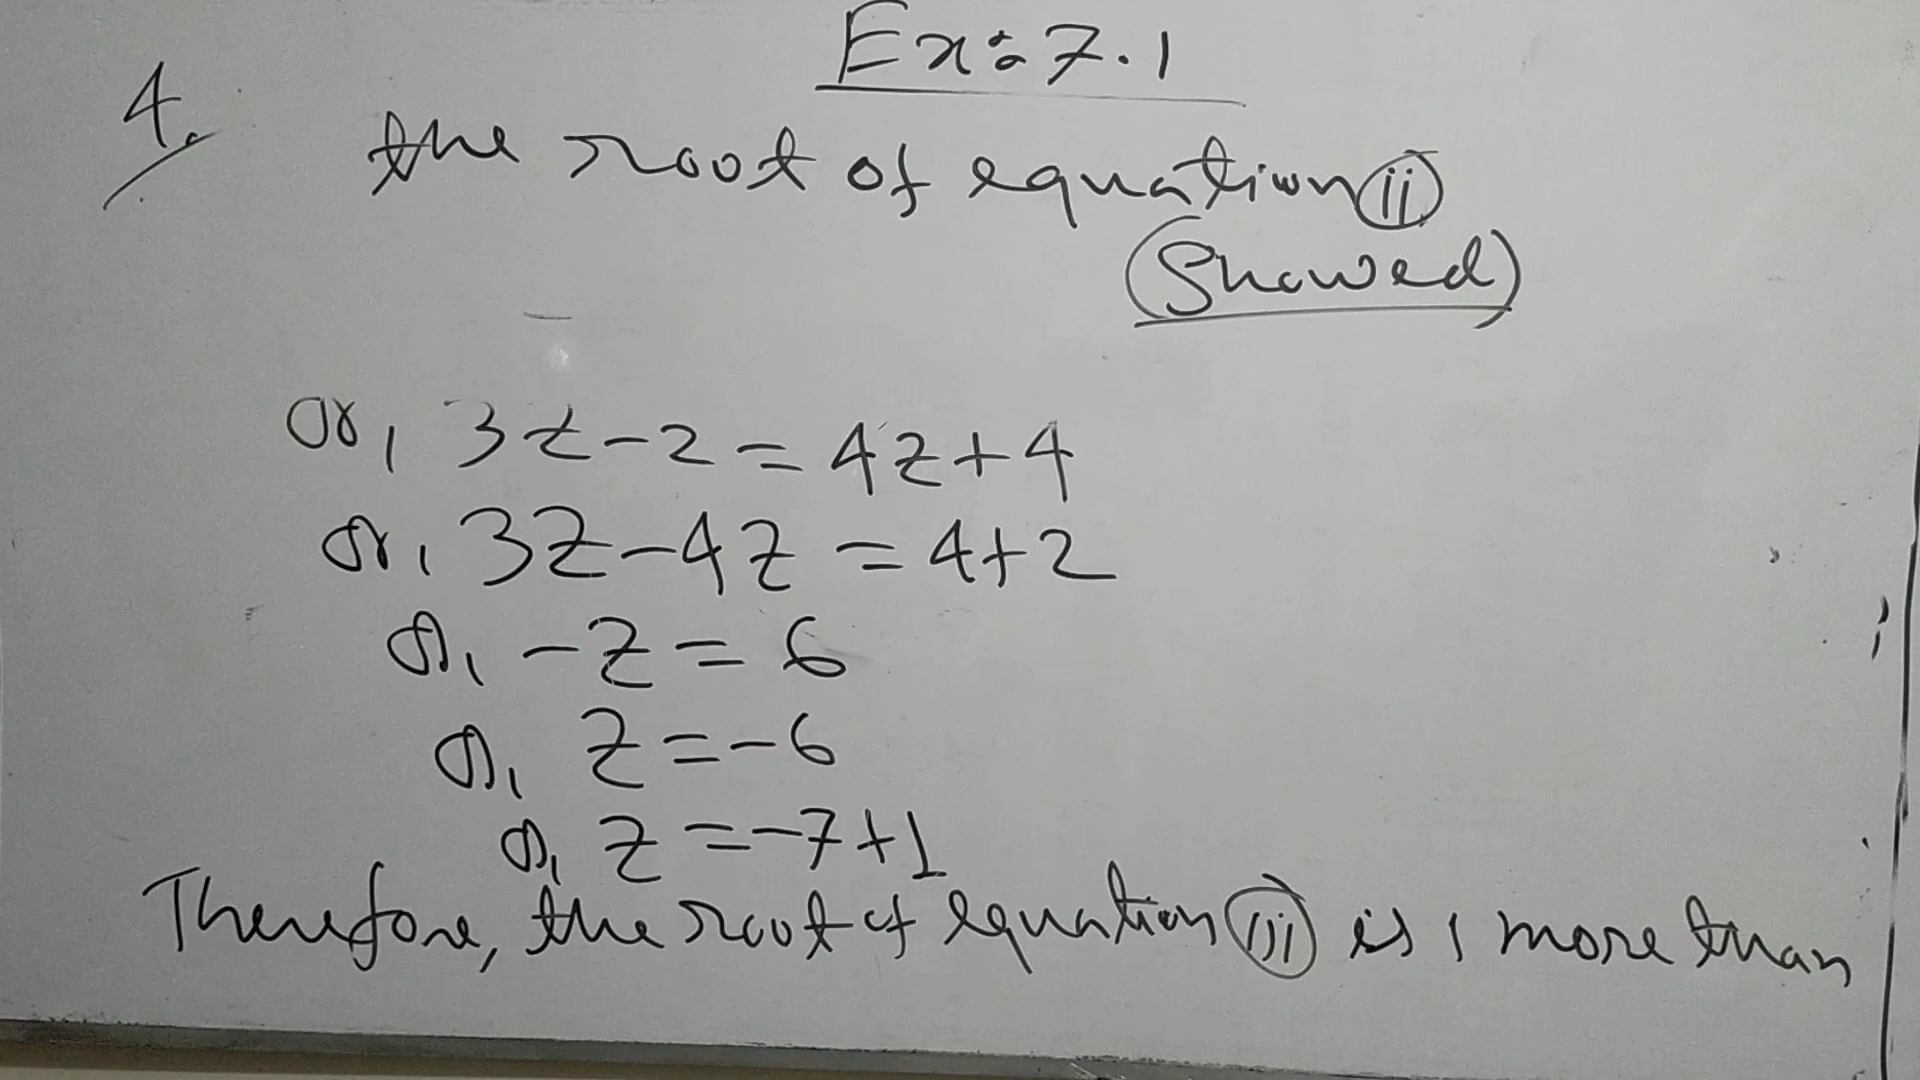 Ex: 7.1
4.
the root of equation (ii)
(Showed)
or, 3z-2=4z+4
or, 3z-4z=4+2
or, -z=6
or, z=-6
or, z=-7+1
Therefore, the root of equation (iii) is 1 more than